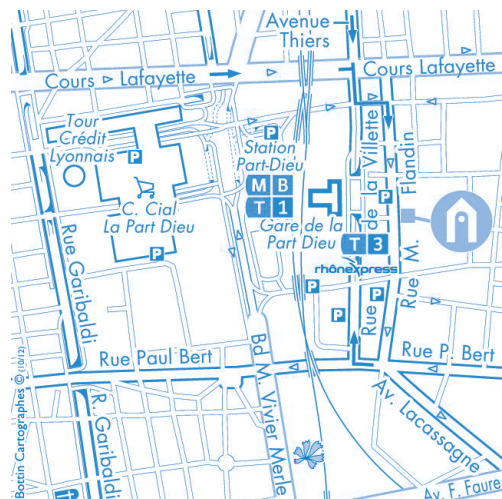 Avenue
Thiers
Cours
Lafayette
Cours Lafayette
Tour
Crédit
Lyonnais
P
P
Station
Part-Dieu
M B
T 1
C. Cial
La Part Dieu
P
Gare de la
Part Dieu
T 3
rhônexpress
P
P
P
P
Rue de la Villette
Rue M. Flandin
Rue Garibaldi
Rue Paul Bert
Rue P. Bert
R. Garibaldi
Bd M. Vivier Merle
Av. Lacassagne
Av. E. Faure
Bottin Cartographes © (10/12)